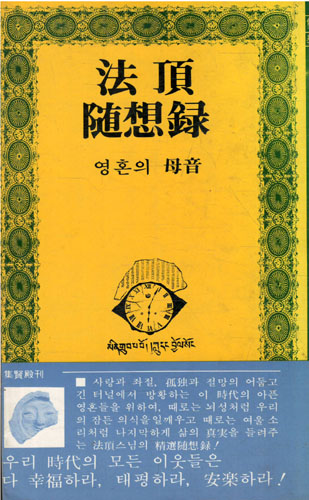 法頂
随想録
영혼의 母音
集賢殿刊
■ 사랑과 좌절, 孤独과 절망의 어둡고
긴 터널에서 방황하는 이 時代의 아픈
영혼들을 위하여, 때로는 뇌성처럼 우리
의 잠든 의식을일깨우고 때로는 여울 소
리처럼 나지막하게 삶의 真実을 들려주
는 法頂스님의 精選随想録!
우리 時代의 모든 이웃들은
다 幸福하라, 태평하라, 安楽하라!